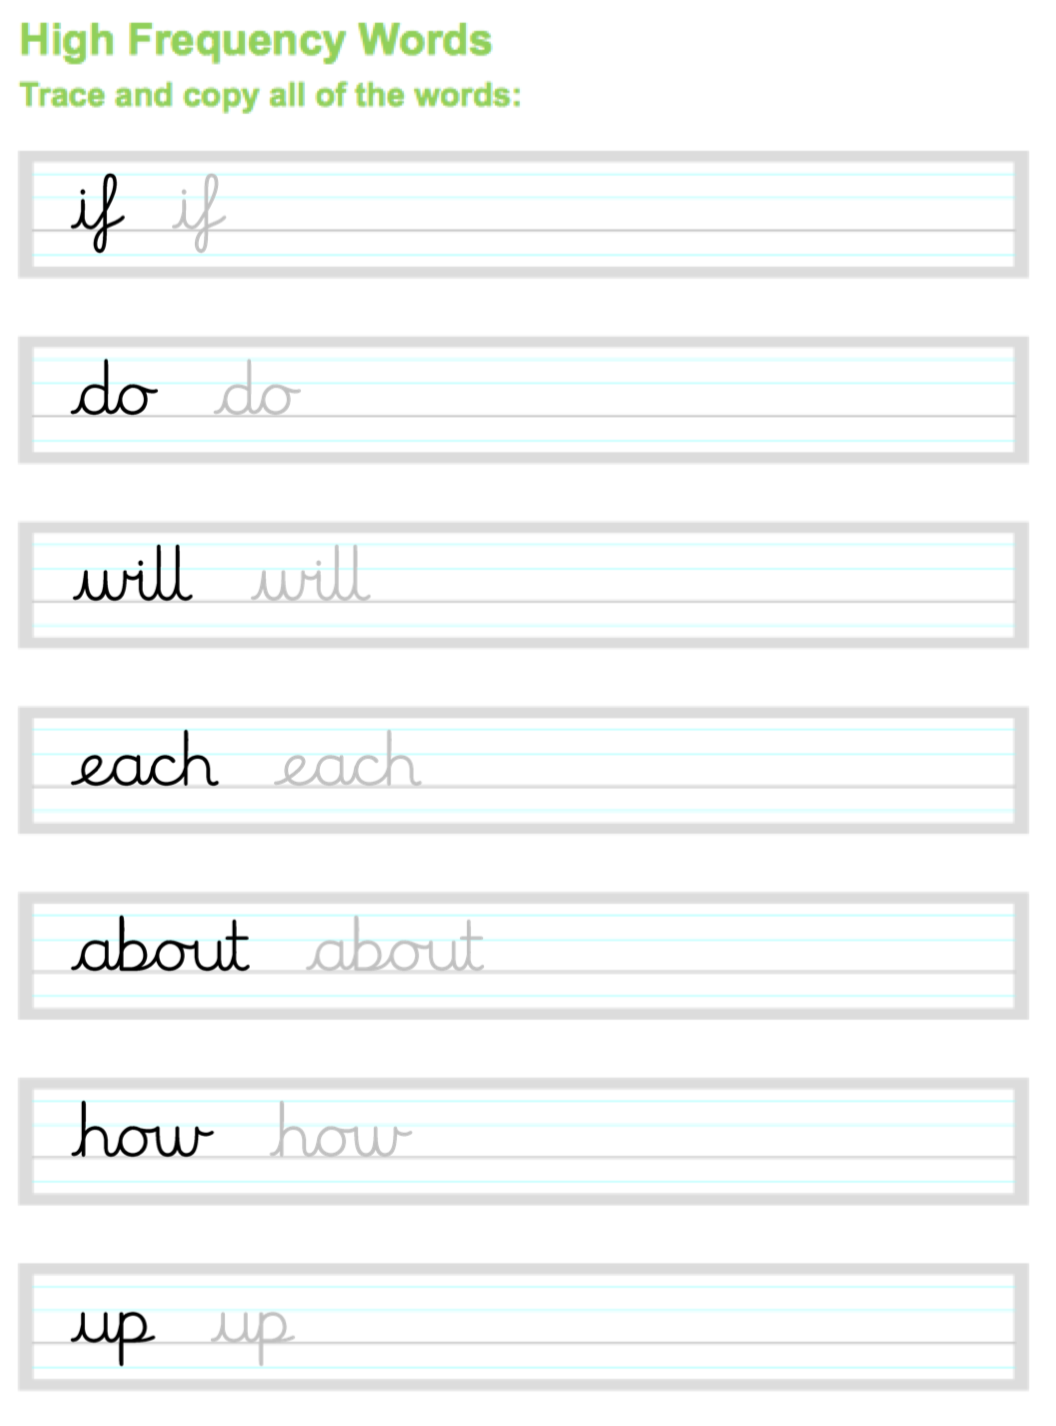 High Frequency Words
Trace and copy all of the words:
if if
do do
will will
each each
about about
how how
up up